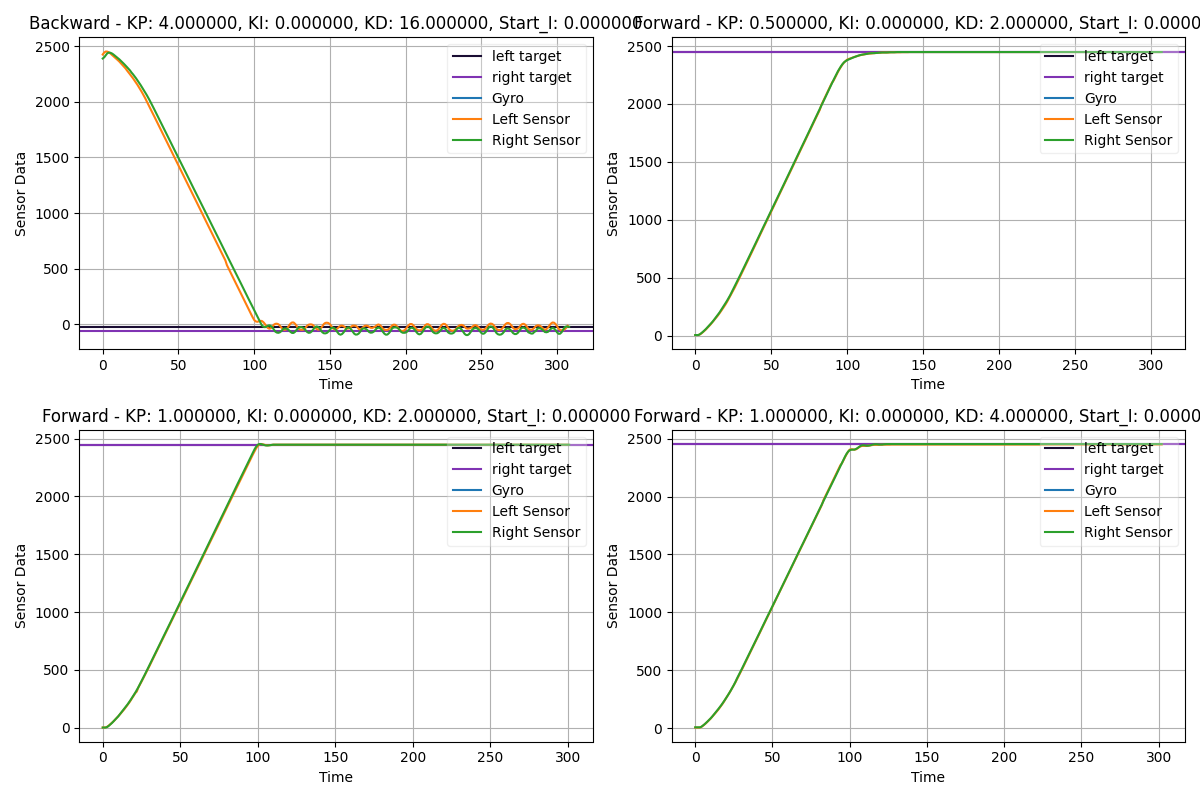 Backward - KP: 4.000000, KI: 0.000000, KD: 16.000000, Start_I: 0.000000
2500
2000
1500
1000
500
0
Sensor Data
left target
right target
Gyro
Left Sensor
Right Sensor
0 50 100 150 200 250 300
Time
Forward - KP: 0.500000, KI: 0.000000, KD: 2.000000, Start_I: 0.0000
2500
2000
1500
1000
500
0
Sensor Data
left target
right target
Gyro
Left Sensor
Right Sensor
0 50 100 150 200 250 300
Time
Forward - KP: 1.000000, KI: 0.000000, KD: 2.000000, Start_I: 0.000000
2500
2000
1500
1000
500
0
Sensor Data
left target
right target
Gyro
Left Sensor
Right Sensor
0 50 100 150 200 250 300
Time
Forward - KP: 1.000000, KI: 0.000000, KD: 4.000000, Start_I: 0.0000
2500
2000
1500
1000
500
0
Sensor Data
left target
right target
Gyro
Left Sensor
Right Sensor
0 50 100 150 200 250 300
Time